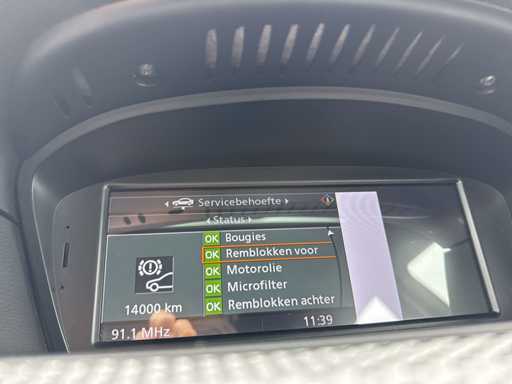 Servicebehoefte
Status
OK Bougies
OK Remblokken voor
OK Motorolie
OK Microfilter
OK Remblokken achter
14000 km
91.1 MHz
11:39